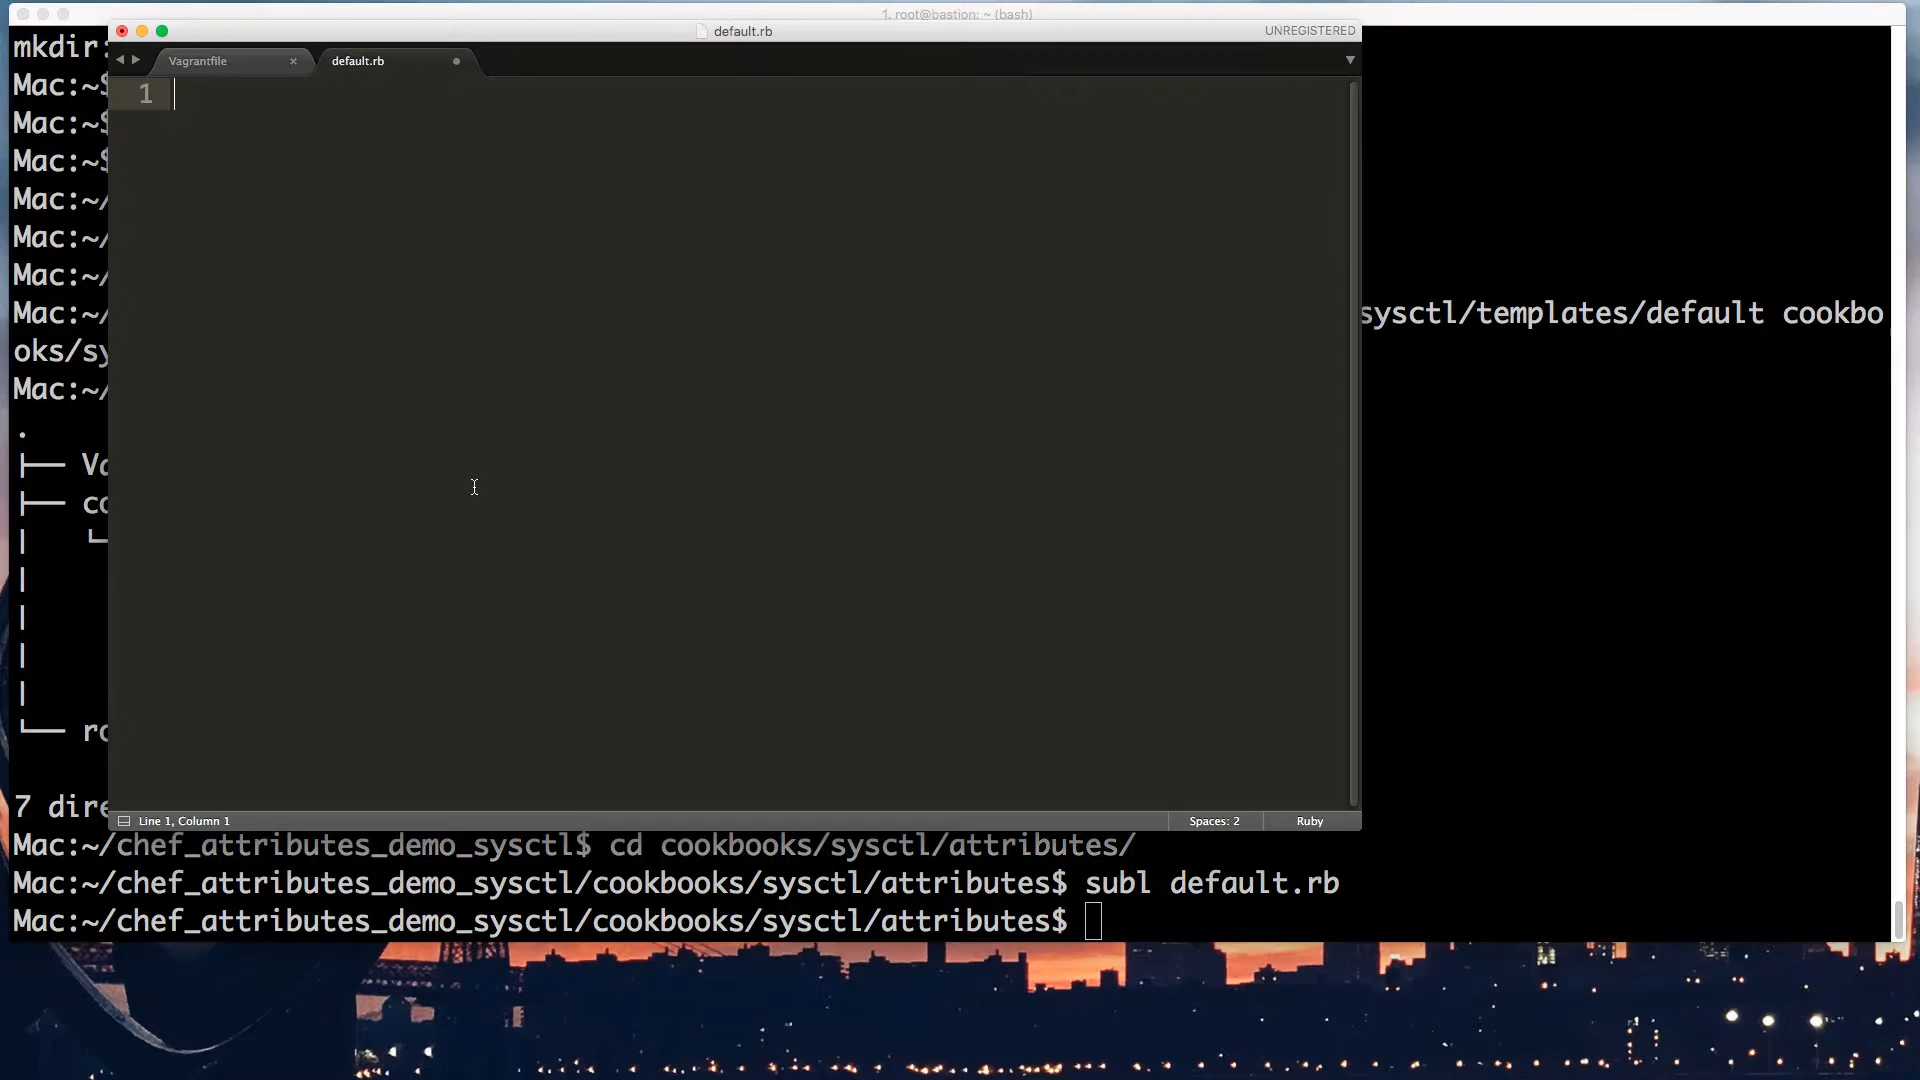 1. root@bastion: ~ (bash)
default.rb
UNREGISTERED
Vagrantfile
default.rb
1
mkdir:
Mac:~$
Mac:~$
Mac:~$
Mac:~/
Mac:~/
Mac:~/
Mac:~/ sysctl/templates/default cookbo
oks/sy
Mac:~/
.
├── Va
├── co
│   └─
│
│
│
│
└── ro
7 dire
Line 1, Column 1
Spaces: 2
Ruby
Mac:~/chef_attributes_demo_sysctl$ cd cookbooks/sysctl/attributes/
Mac:~/chef_attributes_demo_sysctl/cookbooks/sysctl/attributes$ subl default.rb
Mac:~/chef_attributes_demo_sysctl/cookbooks/sysctl/attributes$